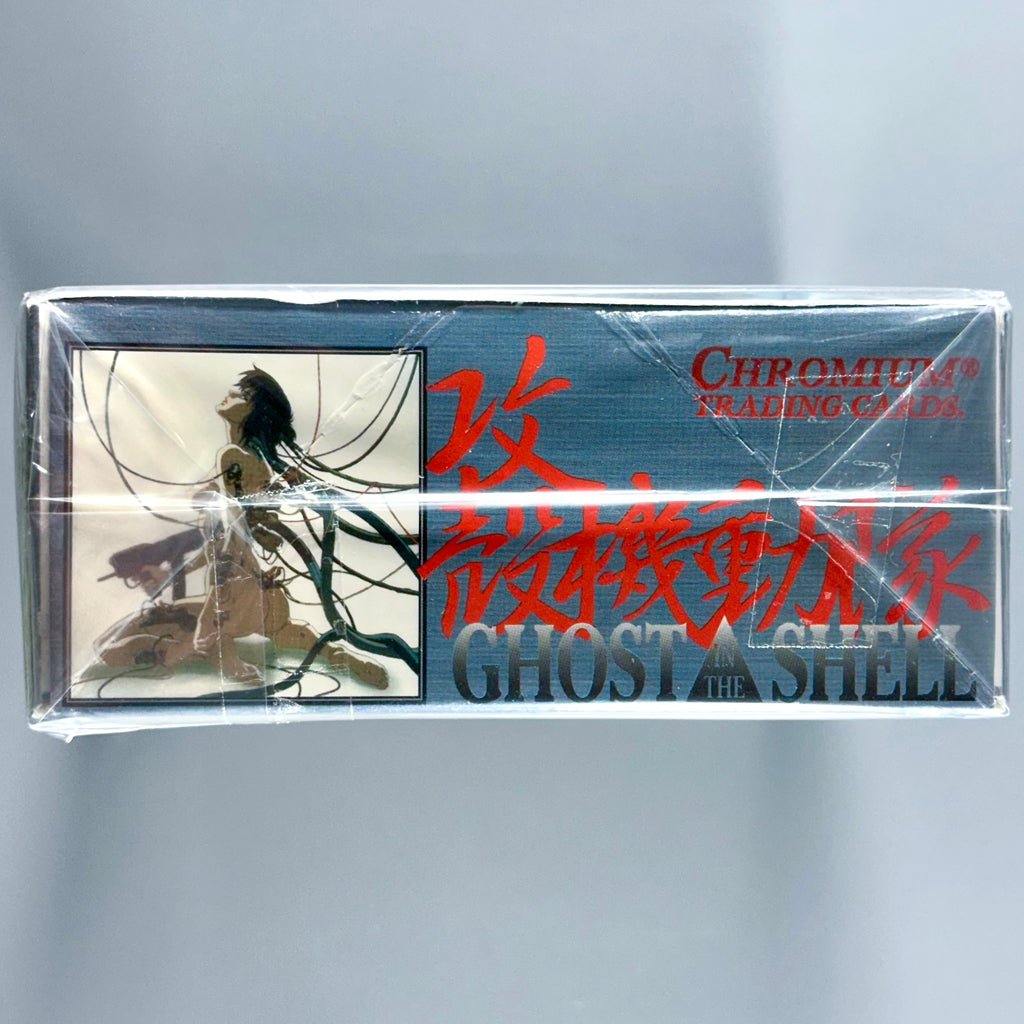 CHROMIUM®
TRADING CARDS.
攻
殻機動隊
GHOST IN THE SHELL